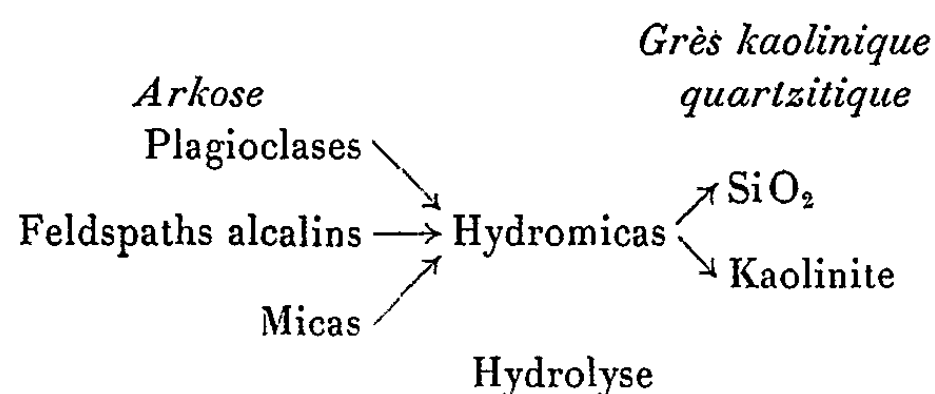 Grès kaolinique
quartzitique
Arkose
Plagioclases
Feldspaths alcalins
Micas
Hydromicas
SiO₂
Kaolinite
Hydrolyse